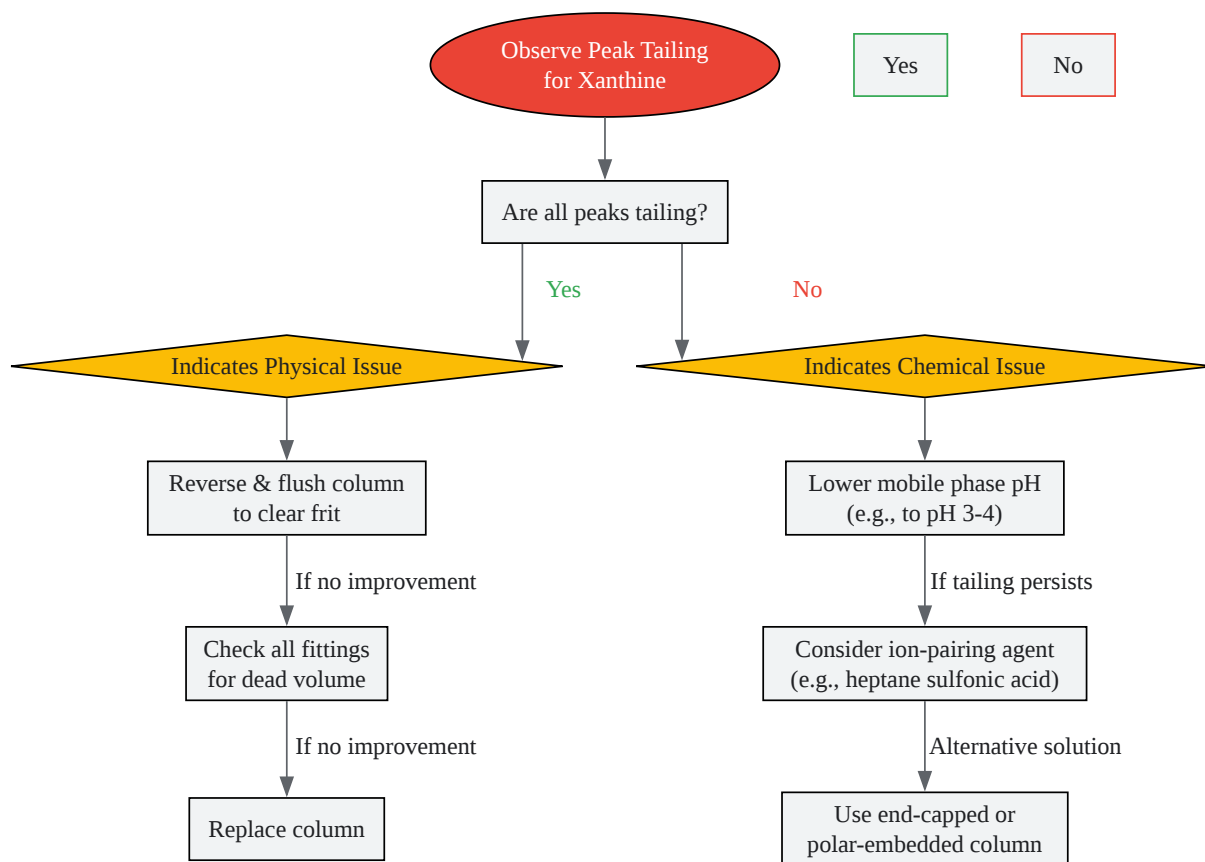 Observe Peak Tailing
for Xanthine
Yes
No
Are all peaks tailing?
Yes
No
Indicates Physical Issue
Indicates Chemical Issue
Reverse & flush column
to clear frit
Lower mobile phase pH
(e.g., to pH 3-4)
If no improvement
If tailing persists
Check all fittings
for dead volume
Consider ion-pairing agent
(e.g., heptane sulfonic acid)
If no improvement
Alternative solution
Replace column
Use end-capped or
polar-embedded column